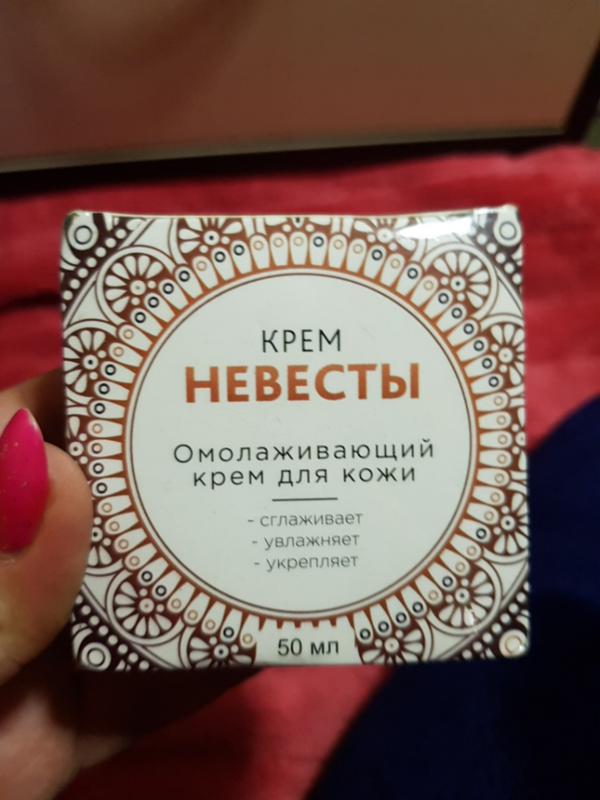 КРЕМ
НЕВЕСТЫ
Омолаживающий
крем для кожи
- сглаживает
- увлажняет
- укрепляет
50 мл